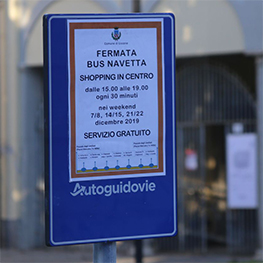 FERMATA
BUS NAVETTA
SHOPPING IN CENTRO
dalle 15.00 alle 19.00
ogni 30 minuti
nei weekend
7/8, 14/15, 21/22
dicembre 2019
SERVIZIO GRATUITO
Autoguidovie